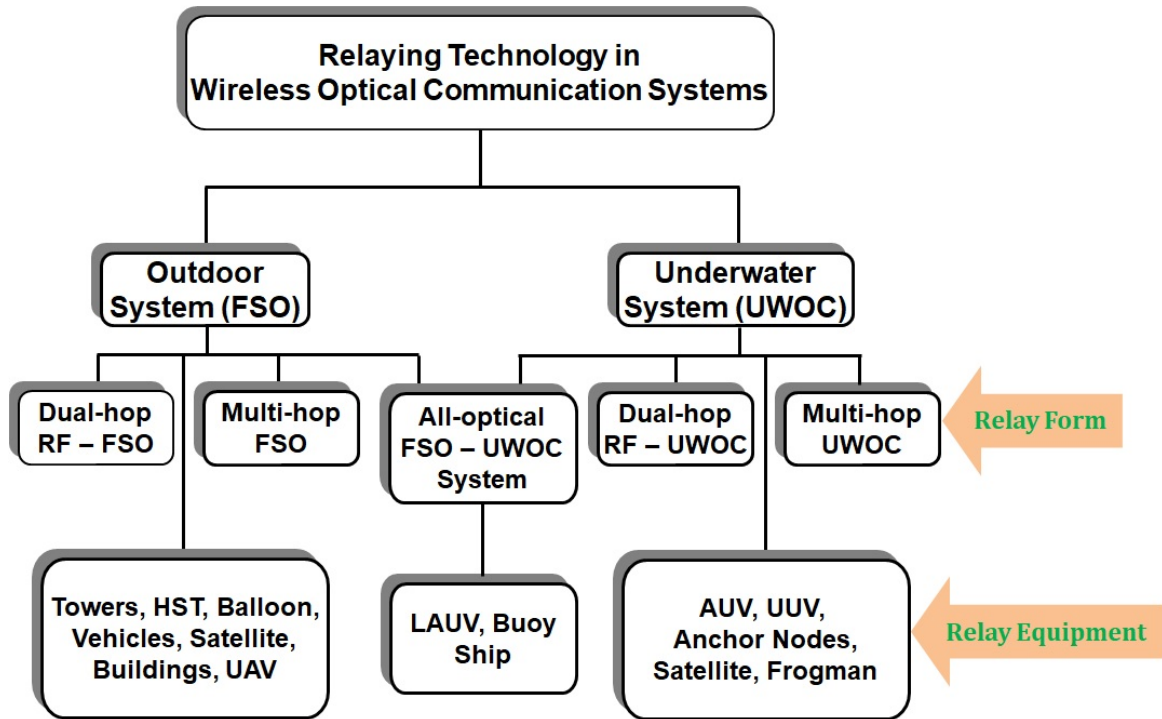 Relaying Technology in
Wireless Optical Communication Systems
Outdoor
System (FSO)
Underwater
System (UWOC)
Dual-hop
RF – FSO
Multi-hop
FSO
All-optical
FSO – UWOC
System
Dual-hop
RF – UWOC
Multi-hop
UWOC
Relay Form
Towers, HST, Balloon,
Vehicles, Satellite,
Buildings, UAV
LAUV, Buoy
Ship
AUV, UUV,
Anchor Nodes,
Satellite, Frogman
Relay Equipment